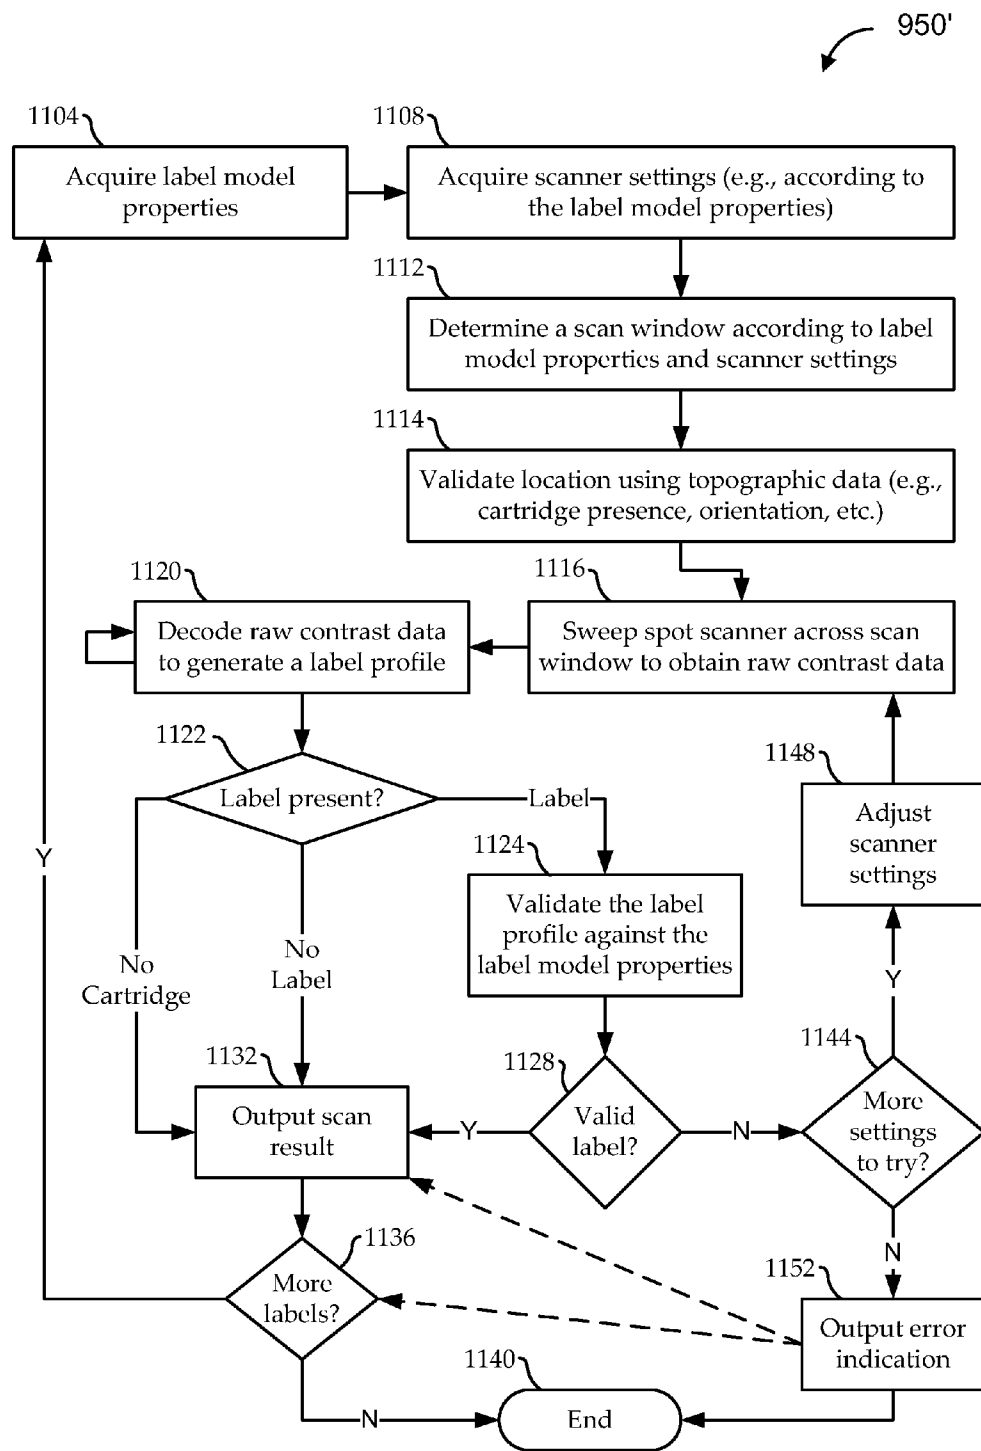 950'
1104
Acquire label model
properties
1108
Acquire scanner settings (e.g., according to
the label model properties)
1112
Determine a scan window according to label
model properties and scanner settings
1114
Validate location using topographic data (e.g.,
cartridge presence, orientation, etc.)
1120
Decode raw contrast data
to generate a label profile
1116
Sweep spot scanner across scan
window to obtain raw contrast data
1122
Label present?
Label
1148
Adjust
scanner
settings
1124
Validate the label
profile against the
label model properties
Y
No
Cartridge
No
Label
Y
1132
Output scan
result
1128
Valid
label?
Y
N
1144
More
settings
to try?
N
1136
More
labels?
1152
Output error
indication
1140
End
N